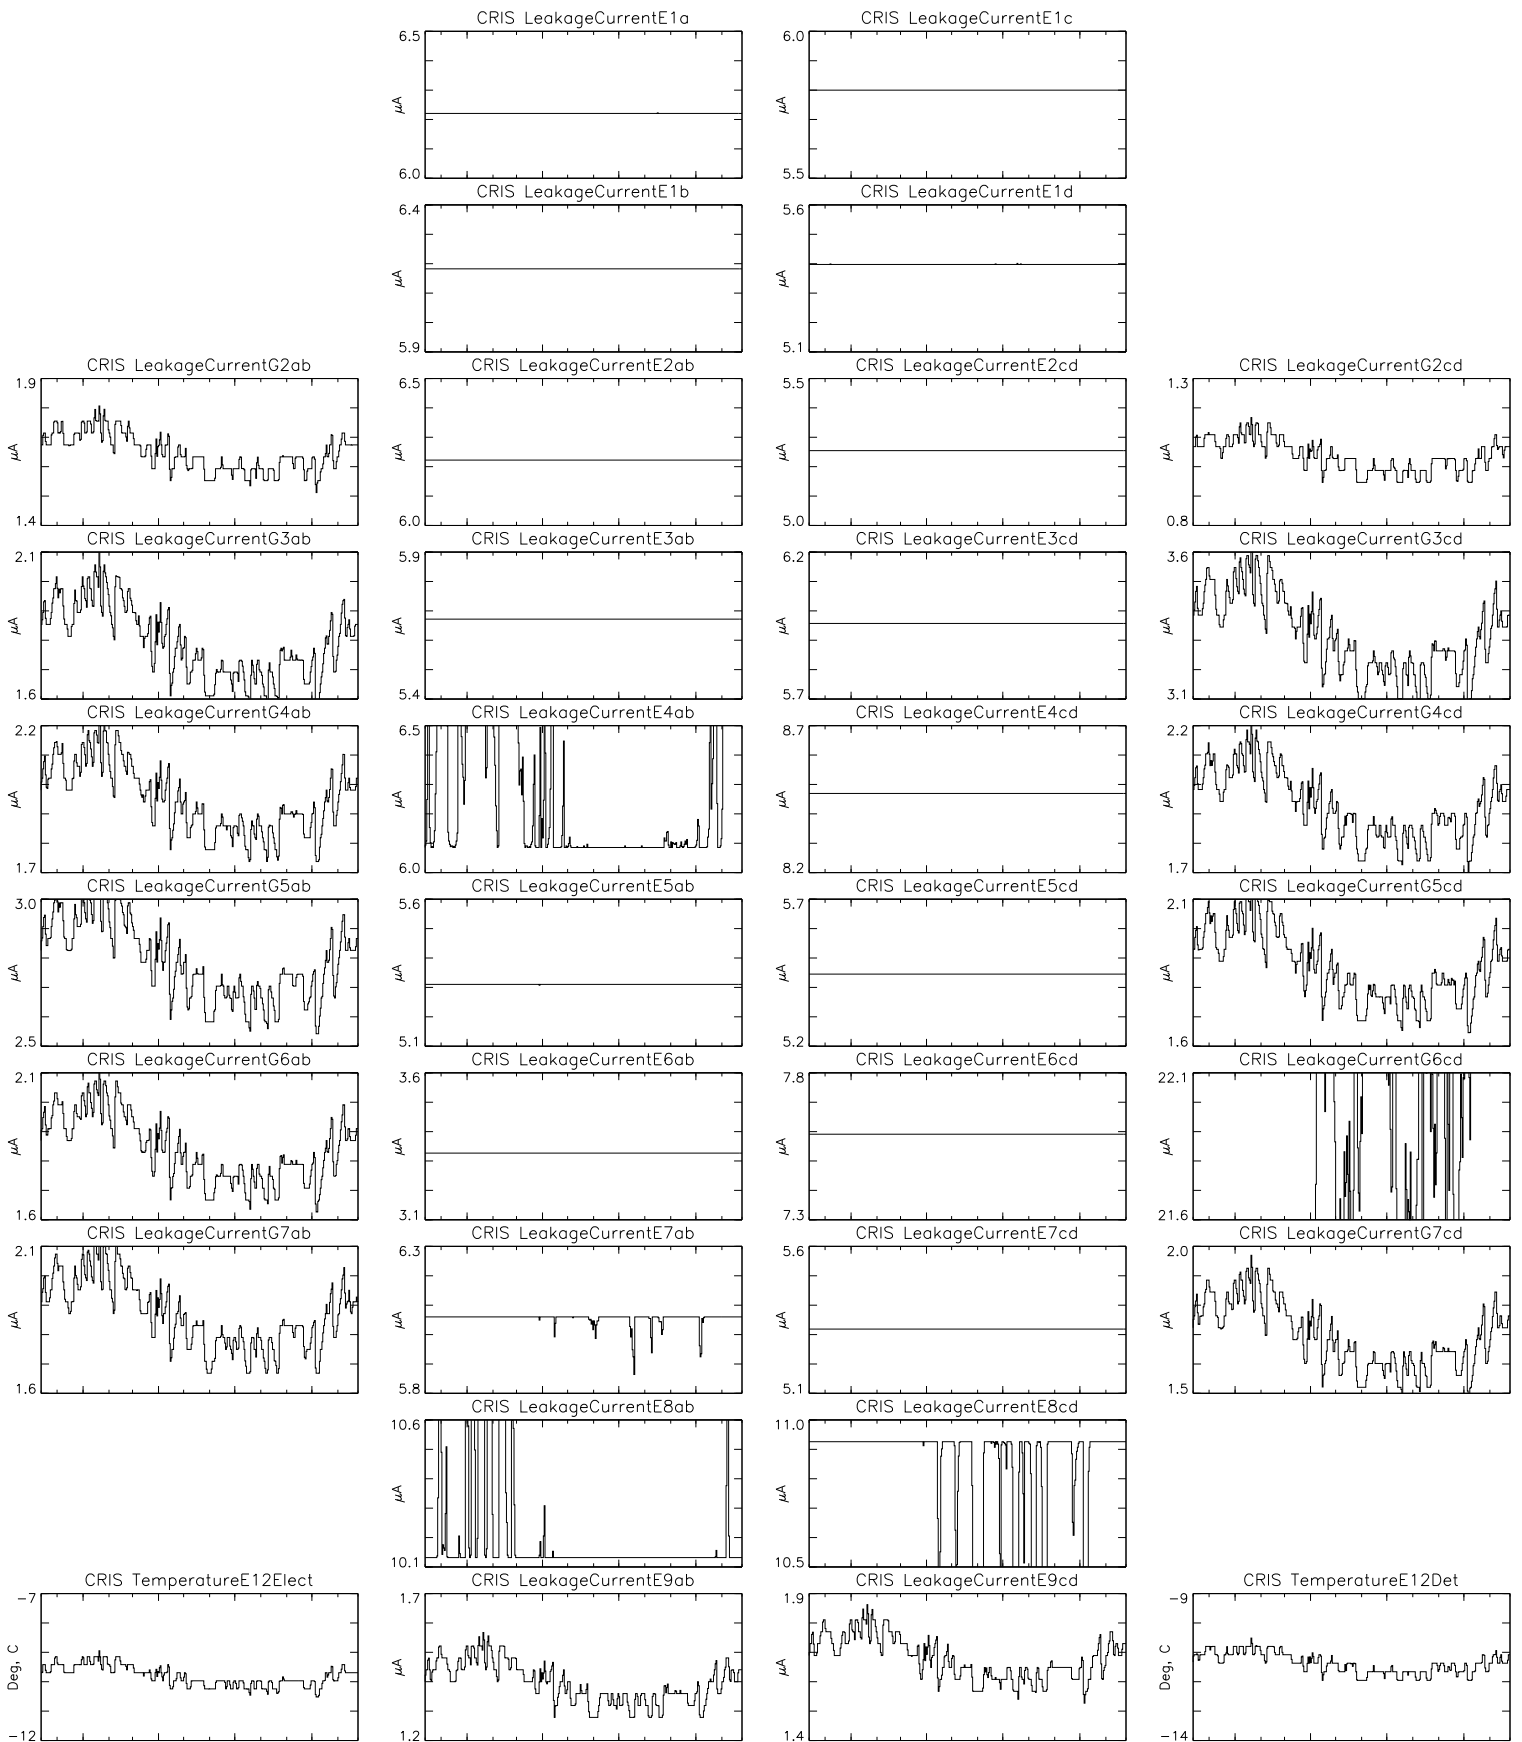 CRIS LeakageCurrentE1a
CRIS LeakageCurrentE1c
6.5
6.0
μA
μA
6.0
5.5
CRIS LeakageCurrentE1b
CRIS LeakageCurrentE1d
6.4
5.6
μA
μA
5.9
5.1
CRIS LeakageCurrentG2ab
CRIS LeakageCurrentE2ab
CRIS LeakageCurrentE2cd
CRIS LeakageCurrentG2cd
1.9
6.5
5.5
1.3
μA
μA
μA
μA
1.4
6.0
5.0
0.8
CRIS LeakageCurrentG3ab
CRIS LeakageCurrentE3ab
CRIS LeakageCurrentE3cd
CRIS LeakageCurrentG3cd
2.1
5.9
6.2
3.6
μA
μA
μA
μA
1.6
5.4
5.7
3.1
CRIS LeakageCurrentG4ab
CRIS LeakageCurrentE4ab
CRIS LeakageCurrentE4cd
CRIS LeakageCurrentG4cd
2.2
6.5
8.7
2.2
μA
μA
μA
μA
1.7
6.0
8.2
1.7
CRIS LeakageCurrentG5ab
CRIS LeakageCurrentE5ab
CRIS LeakageCurrentE5cd
CRIS LeakageCurrentG5cd
3.0
5.6
5.7
2.1
μA
μA
μA
μA
2.5
5.1
5.2
1.6
CRIS LeakageCurrentG6ab
CRIS LeakageCurrentE6ab
CRIS LeakageCurrentE6cd
CRIS LeakageCurrentG6cd
2.1
3.6
7.8
22.1
μA
μA
μA
μA
1.6
3.1
7.3
21.6
CRIS LeakageCurrentG7ab
CRIS LeakageCurrentE7ab
CRIS LeakageCurrentE7cd
CRIS LeakageCurrentG7cd
2.1
6.3
5.6
2.0
μA
μA
μA
μA
1.6
5.8
5.1
1.5
CRIS LeakageCurrentE8ab
CRIS LeakageCurrentE8cd
10.6
11.0
μA
μA
10.1
10.5
CRIS TemperatureE12Elect
CRIS LeakageCurrentE9ab
CRIS LeakageCurrentE9cd
CRIS TemperatureE12Det
-7
1.7
1.9
-9
Deg, C
μA
μA
Deg, C
-12
1.2
1.4
-14